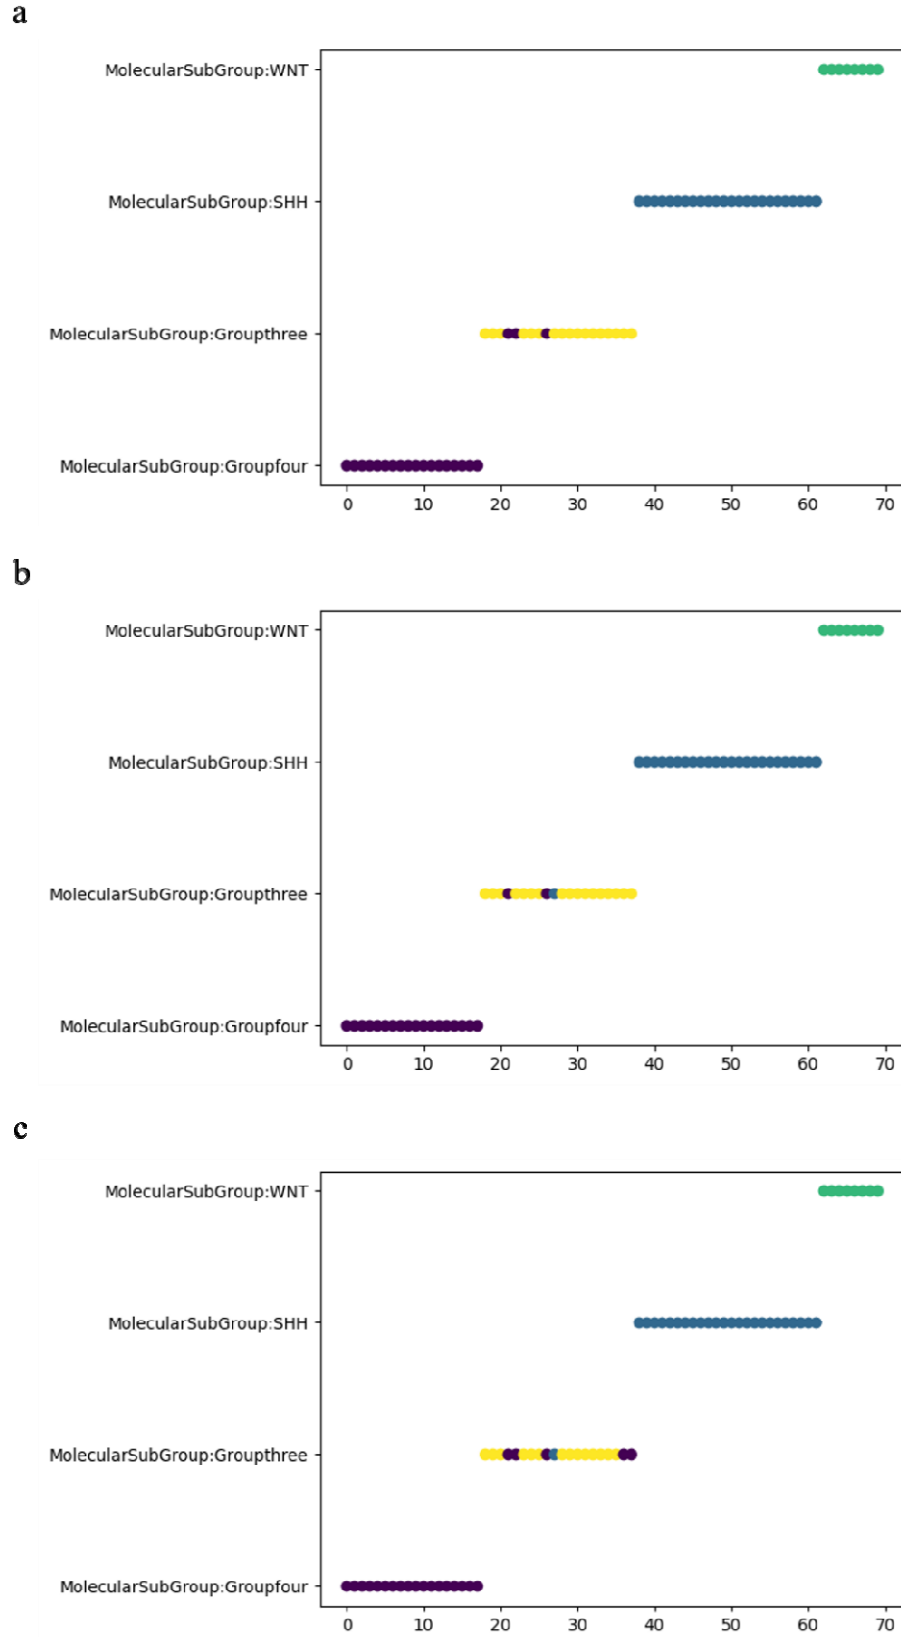 a
MolecularSubGroup:WNT
MolecularSubGroup:SHH
MolecularSubGroup:Groupthree
MolecularSubGroup:Groupfour
0 10 20 30 40 50 60 70
b
MolecularSubGroup:WNT
MolecularSubGroup:SHH
MolecularSubGroup:Groupthree
MolecularSubGroup:Groupfour
0 10 20 30 40 50 60 70
c
MolecularSubGroup:WNT
MolecularSubGroup:SHH
MolecularSubGroup:Groupthree
MolecularSubGroup:Groupfour
0 10 20 30 40 50 60 70